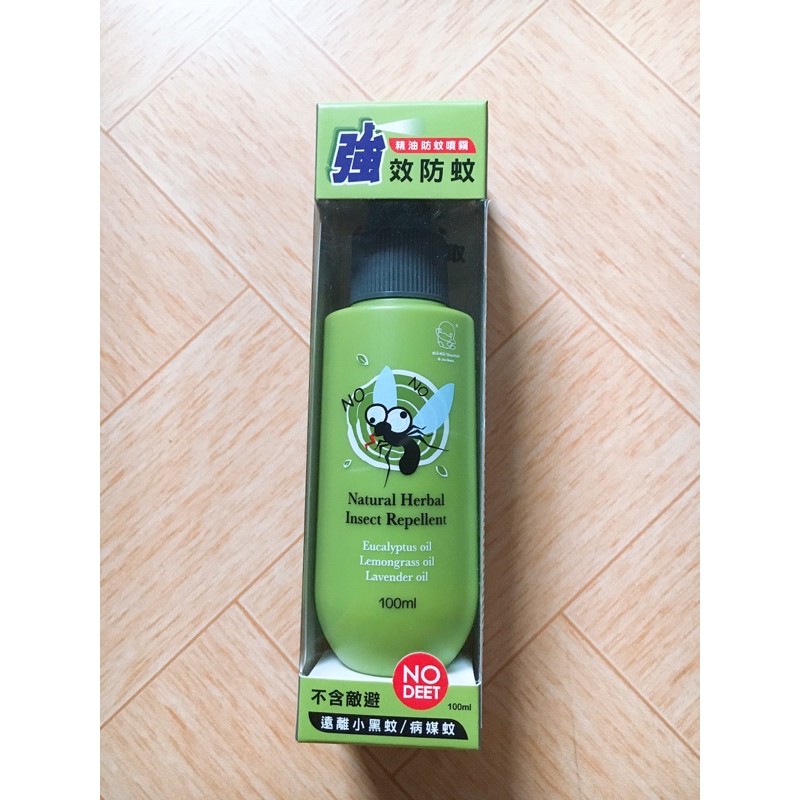 強
精油防蚊噴霧
效防蚊
取
NO NO
Natural Herbal
Insect Repellent
Eucalyptus oil
Lemongrass oil
Lavender oil
100ml
NO
DEET
不含敵避
100ml
遠離小黑蚊/病媒蚊